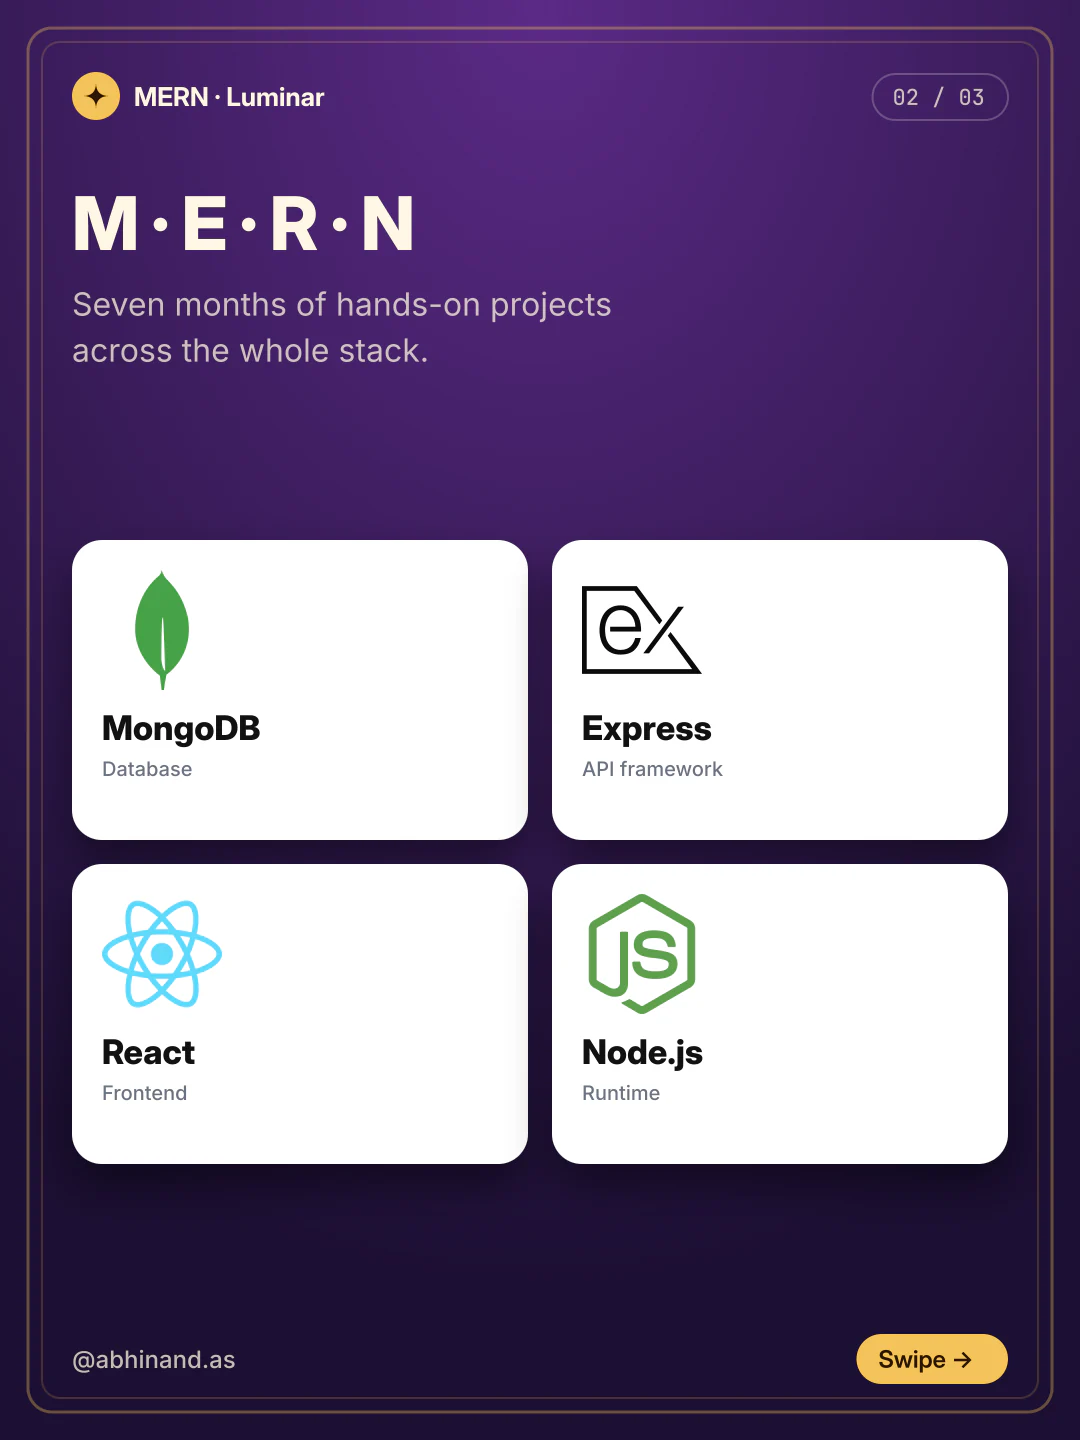 MERN · Luminar
02 / 03
M·E·R·N
Seven months of hands-on projects
across the whole stack.
ex
MongoDB
Database
Express
API framework
JS
React
Frontend
Node.js
Runtime
@abhinand.as
Swipe →